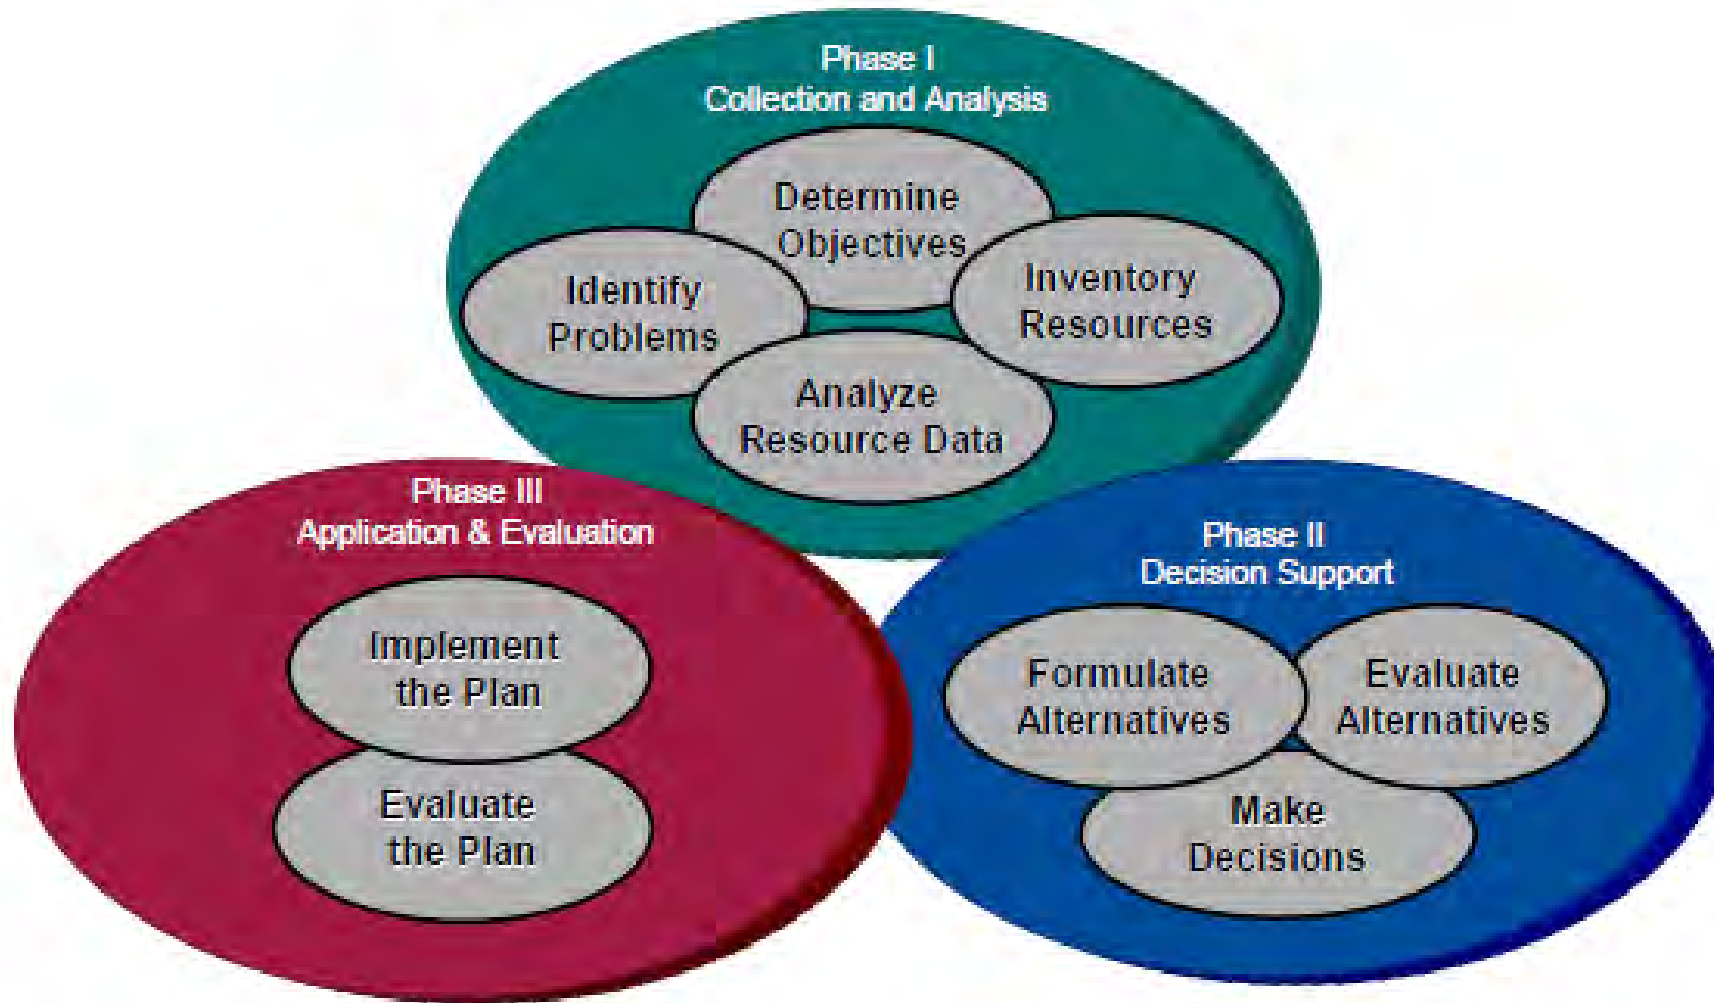 Phase I
Collection and Analysis
Determine
Objectives
Identify
Problems
Inventory
Resources
Analyze
Resource Data
Phase III
Application & Evaluation
Implement
the Plan
Evaluate
the Plan
Phase II
Decision Support
Formulate
Alternatives
Evaluate
Alternatives
Make
Decisions